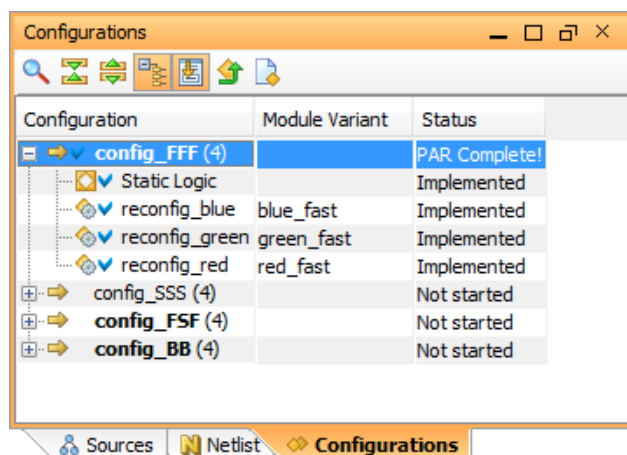 Configurations
Configuration Module Variant Status
config_FFF (4) PAR Complete!
Static Logic Implemented
reconfig_blue blue_fast Implemented
reconfig_green green_fast Implemented
reconfig_red red_fast Implemented
config_SSS (4) Not started
config_FSF (4) Not started
config_BB (4) Not started
Sources Netlist Configurations